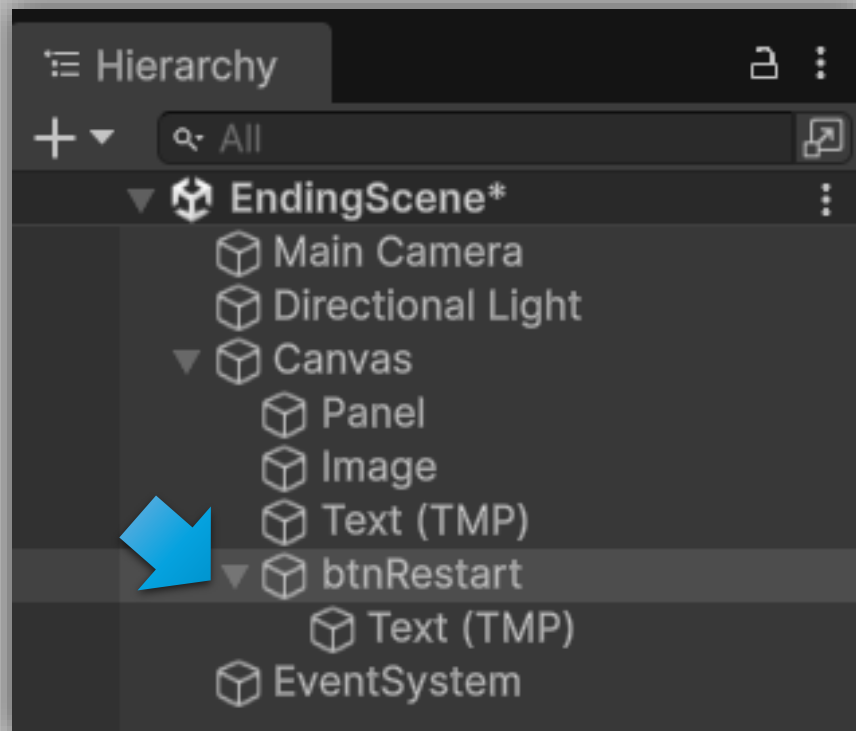 Hierarchy
All
EndingScene*
Main Camera
Directional Light
Canvas
Panel
Image
Text (TMP)
btnRestart
Text (TMP)
EventSystem